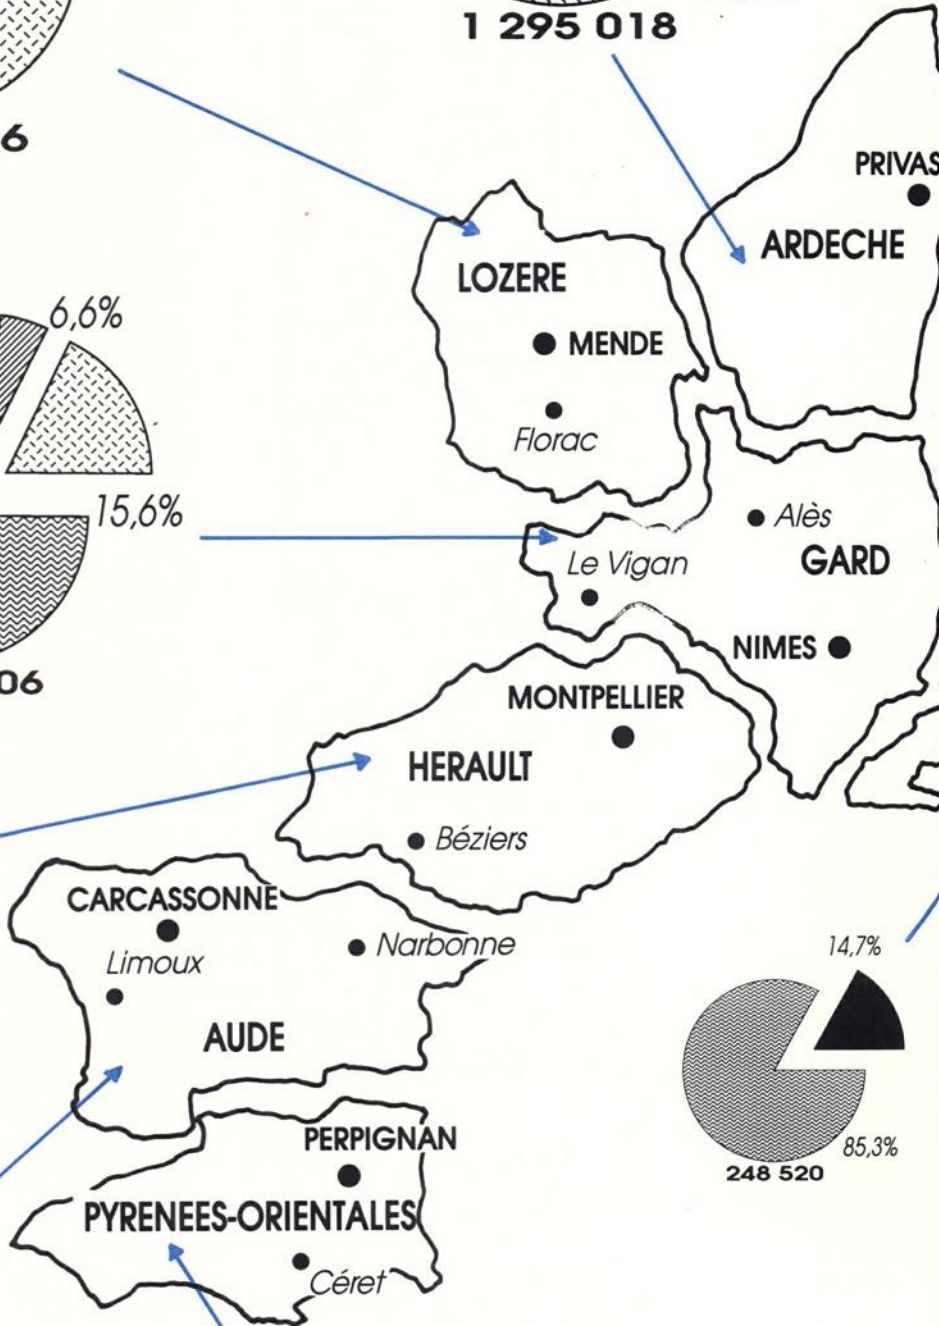 1 295 018
6
PRIVAS
ARDECHE
LOZERE
MENDE
Florac
6,6%
15,6%
06
Alès
GARD
Le Vigan
NIMES
MONTPELLIER
HERAULT
Béziers
CARCASSONNE
Narbonne
Limoux
AUDE
14,7%
85,3%
248 520
PERPIGNAN
PYRENEES-ORIENTALES
Céret